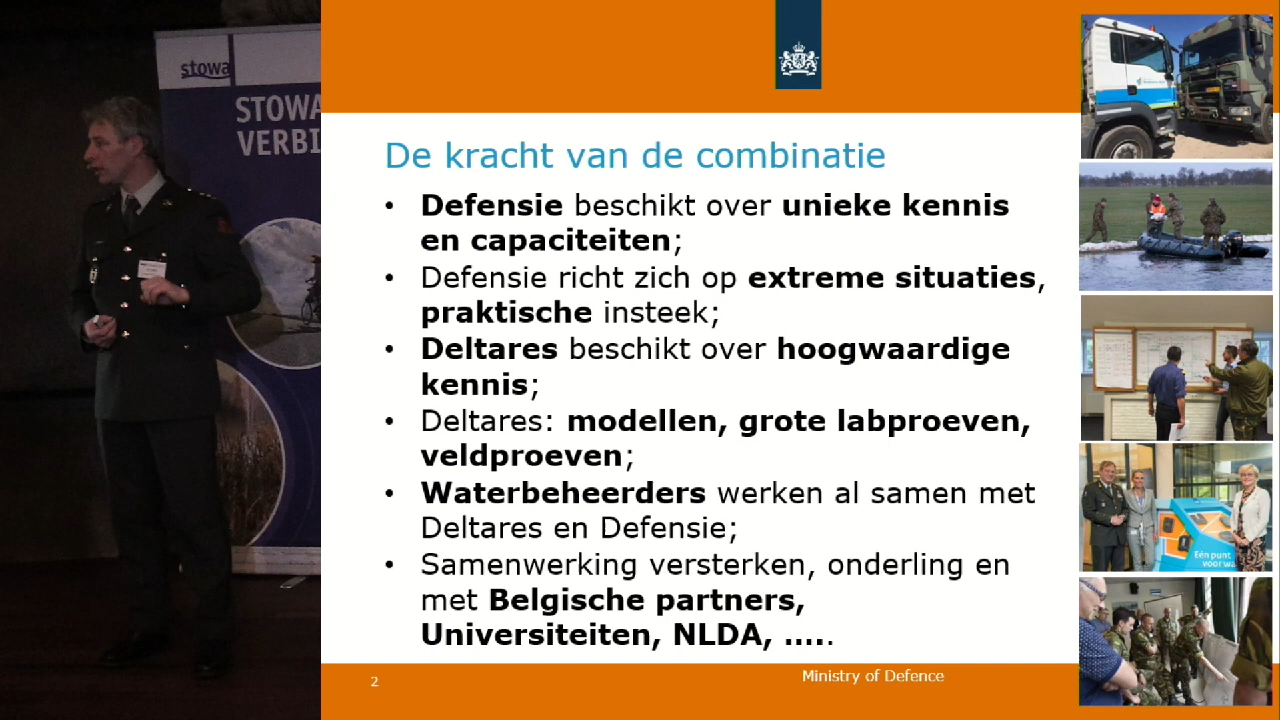 stowa
STOWA
VERBI
De kracht van de combinatie
• Defensie beschikt over unieke kennis
en capaciteiten;
• Defensie richt zich op extreme situaties,
praktische insteek;
• Deltares beschikt over hoogwaardige
kennis;
• Deltares: modellen, grote labproeven,
veldproeven;
• Waterbeheerders werken al samen met
Deltares en Defensie;
• Samenwerking versterken, onderling en
met Belgische partners,
Universiteiten, NLDA, .....
Eén punt
voor wa
2
Ministry of Defence